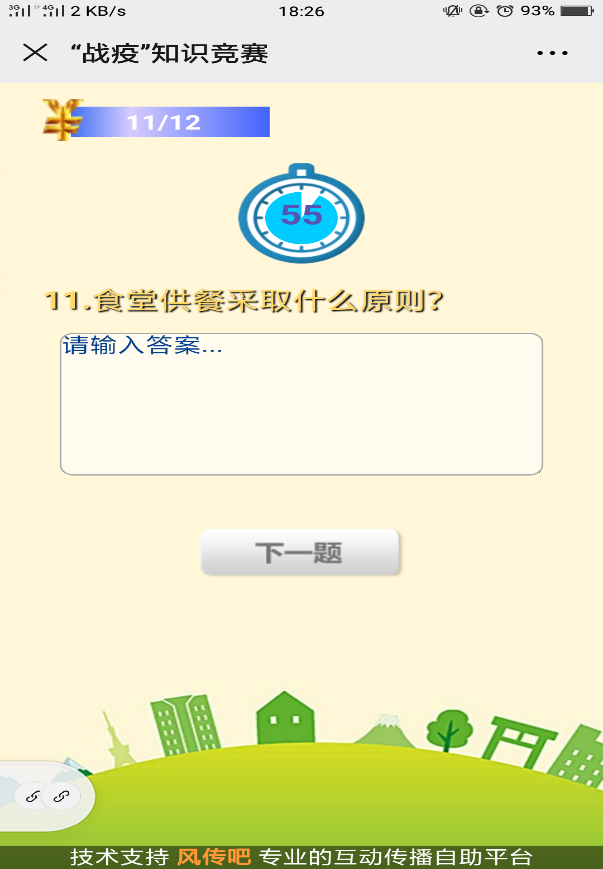 3G 4G 2 KB/s 18:26 93%
“战疫”知识竞赛
11/12
55
11.食堂供餐采取什么原则?
请输入答案...
下一题
技术支持 风传吧 专业的互动传播自助平台